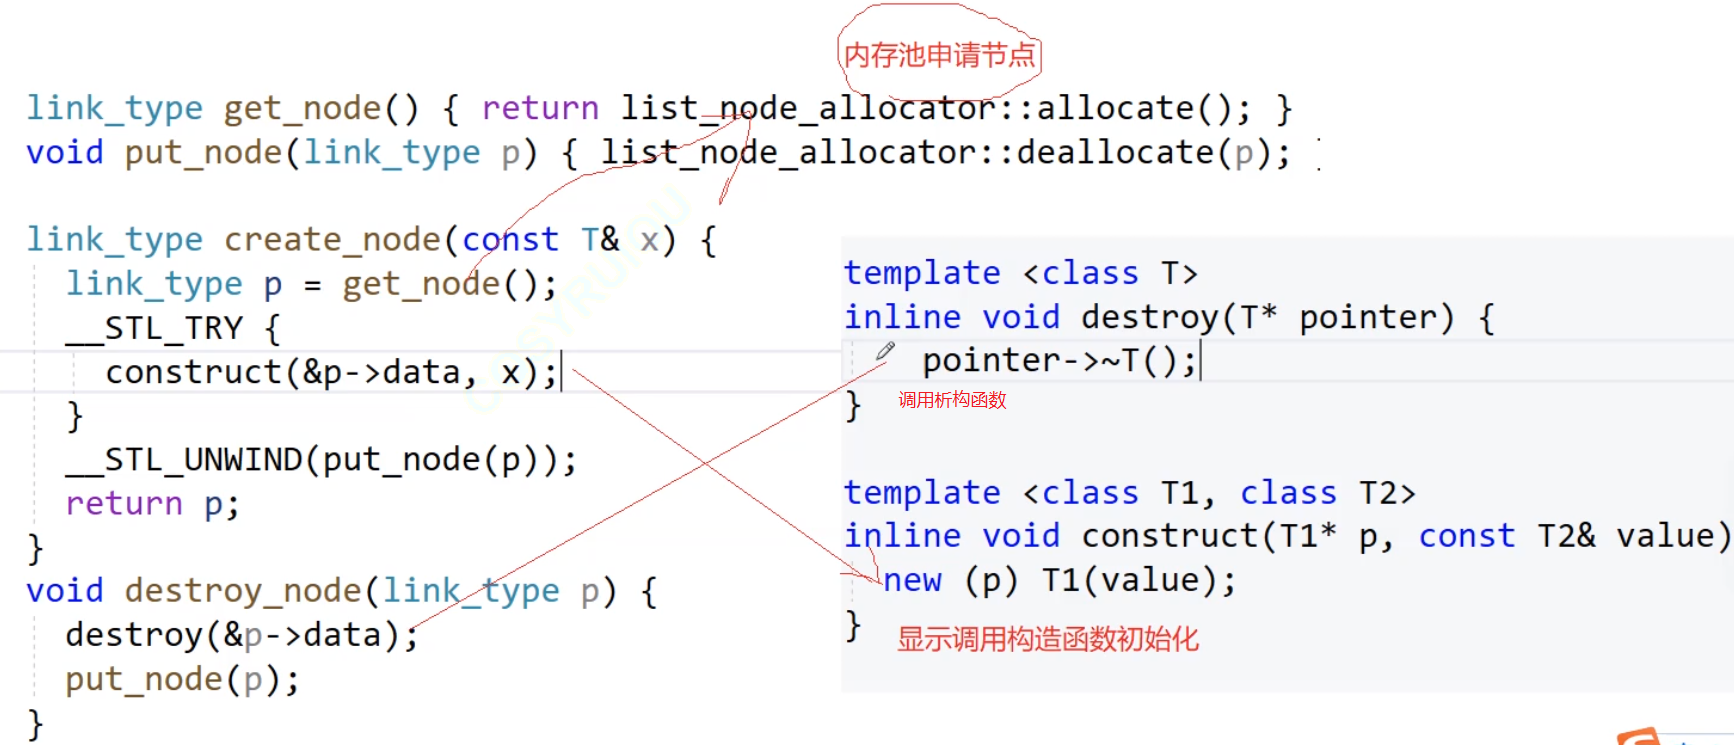 内存池申请节点
link_type get_node() { return list_node_allocator::allocate(); }
void put_node(link_type p) { list_node_allocator::deallocate(p);
link_type create_node(const T& x) {
link_type p = get_node();
__STL_TRY {
construct(&p->data, x);
}
__STL_UNWIND(put_node(p));
return p;
}
void destroy_node(link_type p) {
destroy(&p->data);
put_node(p);
}
template <class T>
inline void destroy(T* pointer) {
pointer->~T();
}
调用析构函数
template <class T1, class T2>
inline void construct(T1* p, const T2& value)
new (p) T1(value);
}
显示调用构造函数初始化